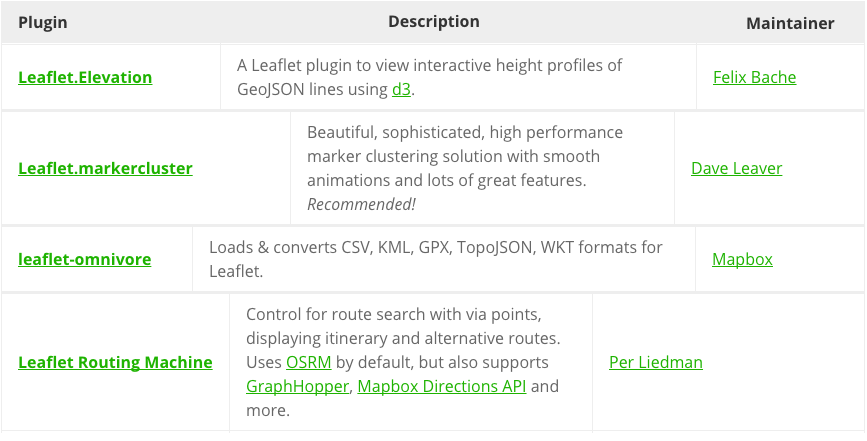 Plugin Description Maintainer
Leaflet.Elevation
A Leaflet plugin to view interactive height profiles of
GeoJSON lines using d3.
Felix Bache
Leaflet.markercluster
Beautiful, sophisticated, high performance
marker clustering solution with smooth
animations and lots of great features.
Recommended!
Dave Leaver
leaflet-omnivore
Loads & converts CSV, KML, GPX, TopoJSON, WKT formats for
Leaflet.
Mapbox
Leaflet Routing Machine
Control for route search with via points,
displaying itinerary and alternative routes.
Uses OSRM by default, but also supports
GraphHopper, Mapbox Directions API and
more.
Per Liedman